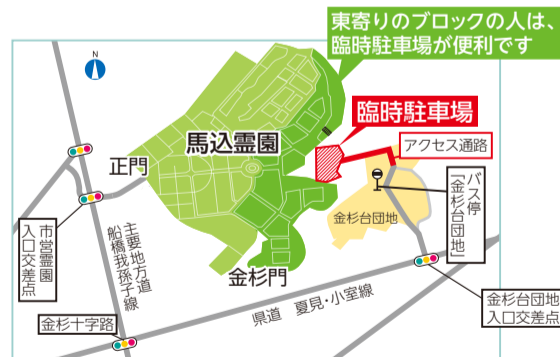 東寄りのブロックの人は、
臨時駐車場が便利です
N
臨時駐車場
馬込霊園
アクセス通路
正門
バス停
「金杉台団地」
金杉台団地
市営霊園
入口交差点
主要地方道
船橋我孫子線
金杉門
県道 夏見・小室線
金杉台団地
入口交差点
金杉十字路